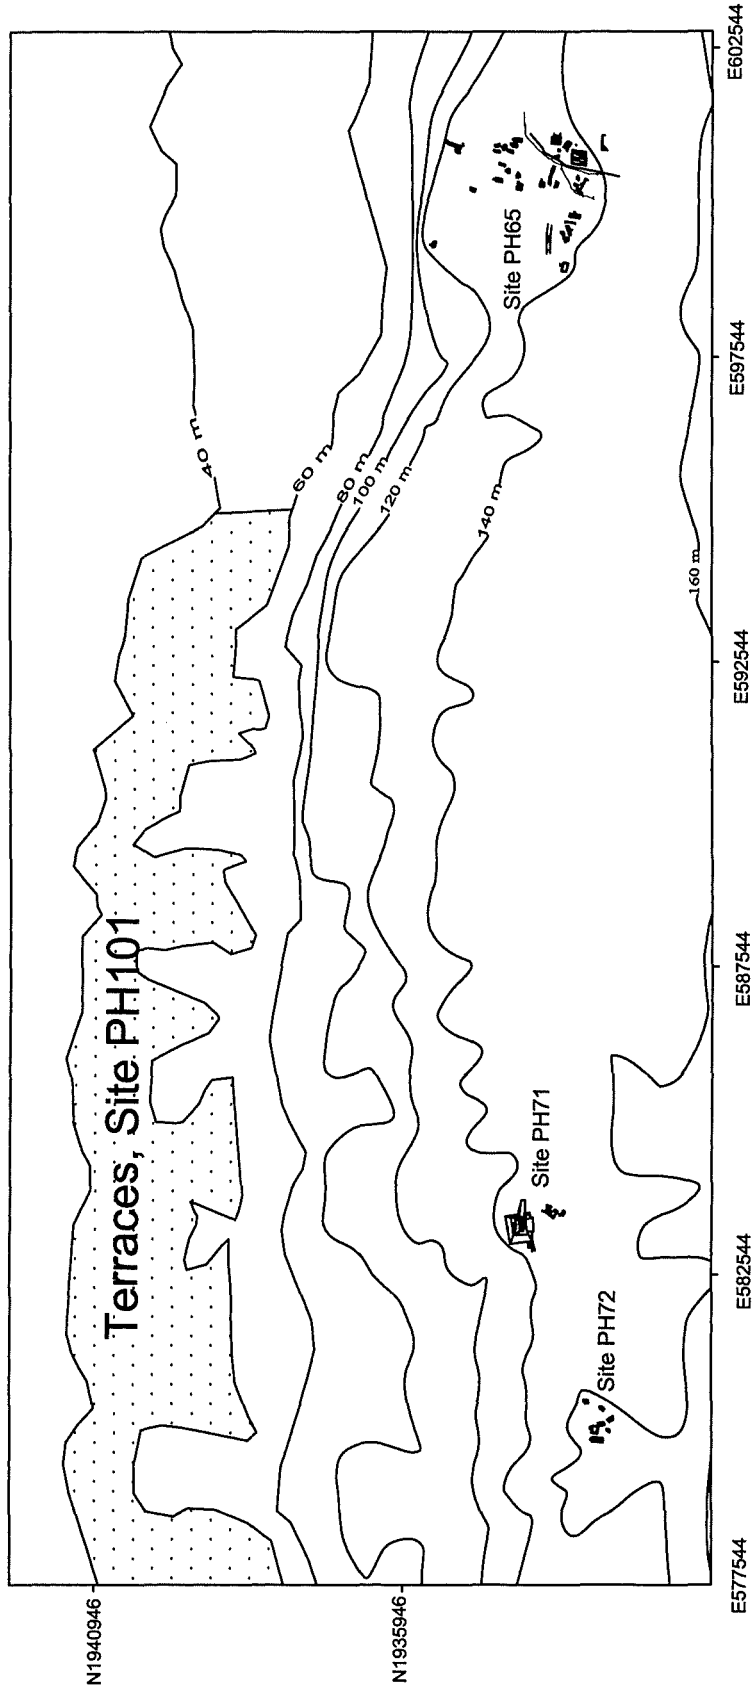 Terraces, Site PH101
40 m
60 m
80 m
100 m
120 m
140 m
160 m
Site PH65
Site PH71
Site PH72
N1940946
N1935946
E577544
E582544
E587544
E592544
E597544
E602544